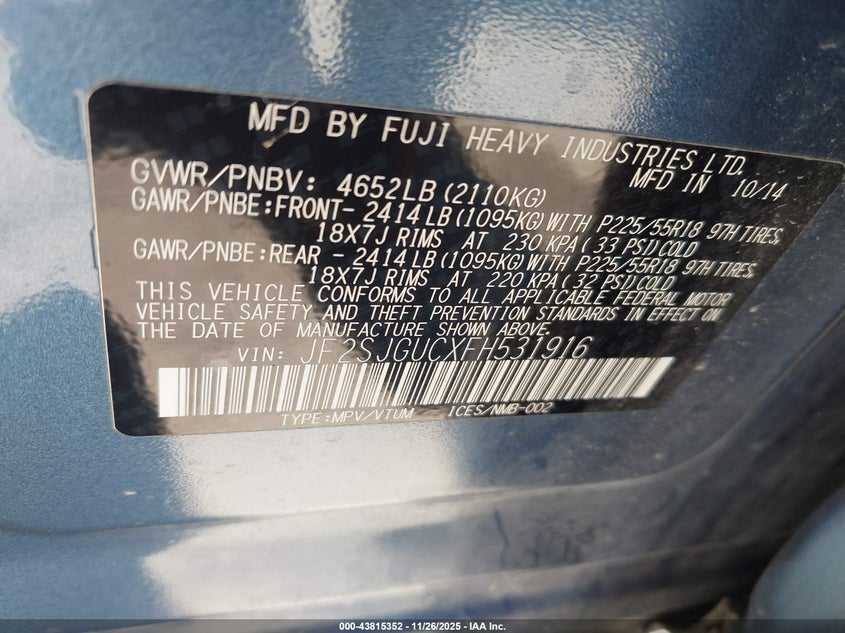 MFD BY FUJI HEAVY INDUSTRIES LTD.
MFD IN 10/14
GVWR/PNBV: 4652LB(2110KG)
GAWR/PNBE:FRONT- 2414LB(1095KG)WITH P225/55R18 97H TIRES,
18X7J RIMS AT 230 KPA(33 PSI)COLD
GAWR/PNBE:REAR - 2414LB(1095KG)WITH P225/55R18 97H TIRES,
18X7J RIMS AT 220 KPA(32 PSI)COLD
THIS VEHICLE CONFORMS TO ALL APPLICABLE FEDERAL MOTOR
VEHICLE SAFETY AND THEFT PREVENTION STANDARDS IN EFFECT ON
THE DATE OF MANUFACTURE SHOWN ABOVE.
VIN: JF2SJGUCXFH531916
TYPE:MPV/VTUM ICES/NMB-002
000-43815352 - 11/26/2025 - IAA Inc.